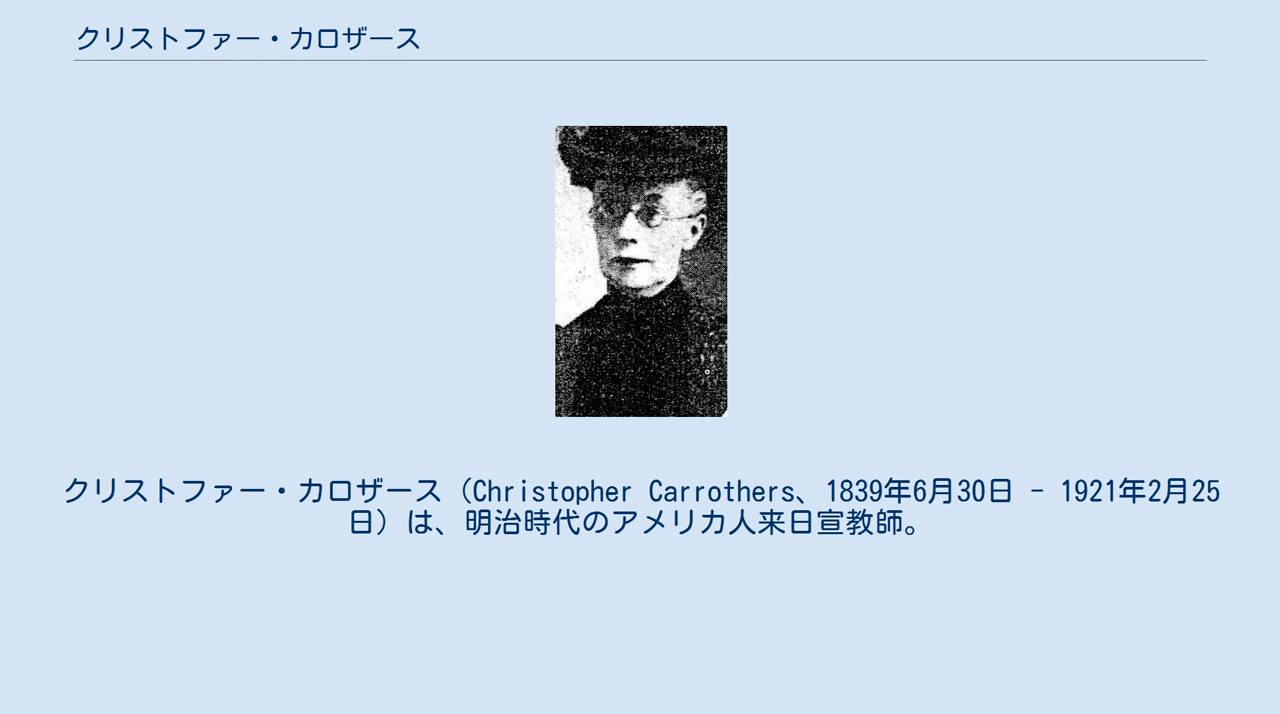 クリストファー・カロザース
クリストファー・カロザース（Christopher Carrothers、1839年6月30日 - 1921年2月25
日）は、明治時代のアメリカ人来日宣教師。